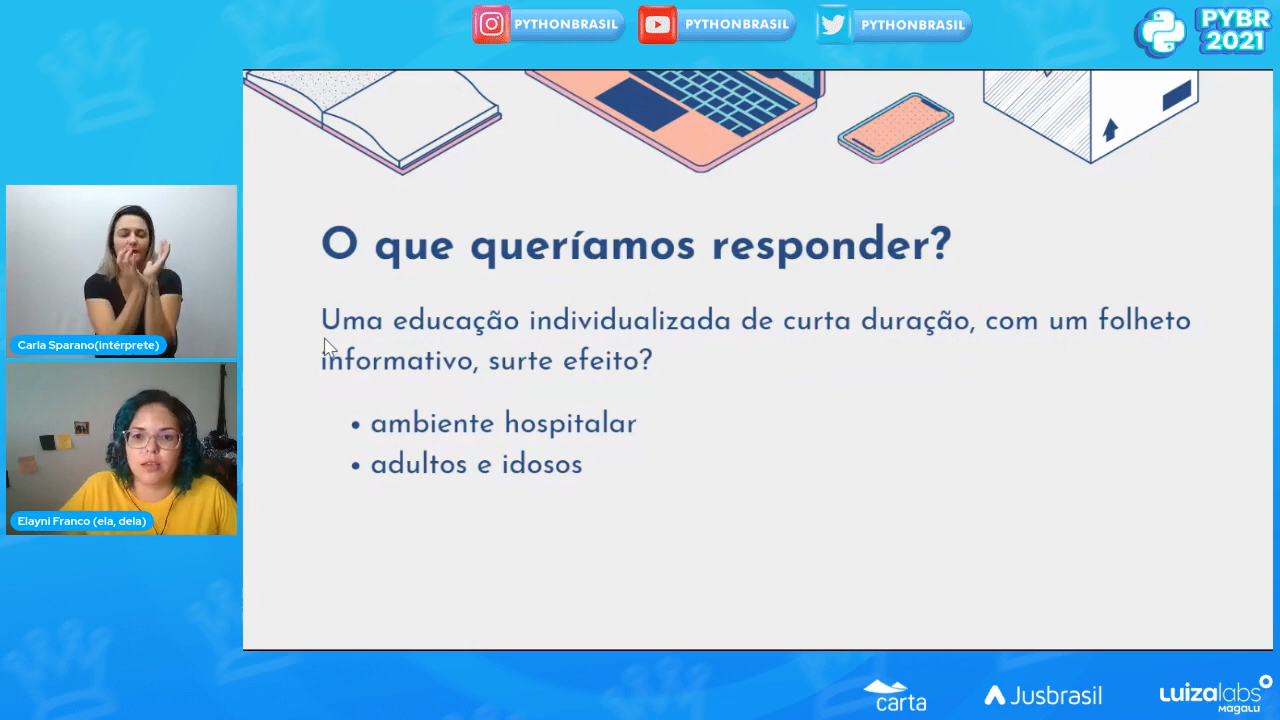 PYTHONBRASIL
PYTHONBRASIL
PYTHONBRASIL
PYBR
2021
O que queríamos responder?
Uma educação individualizada de curta duração, com um folheto
informativo, surte efeito?
• ambiente hospitalar
• adultos e idosos
Carla Sparano(intérprete)
Elayni Franco (ela, dela)
carta
Jusbrasil
LUIZAlabs
MAGALU